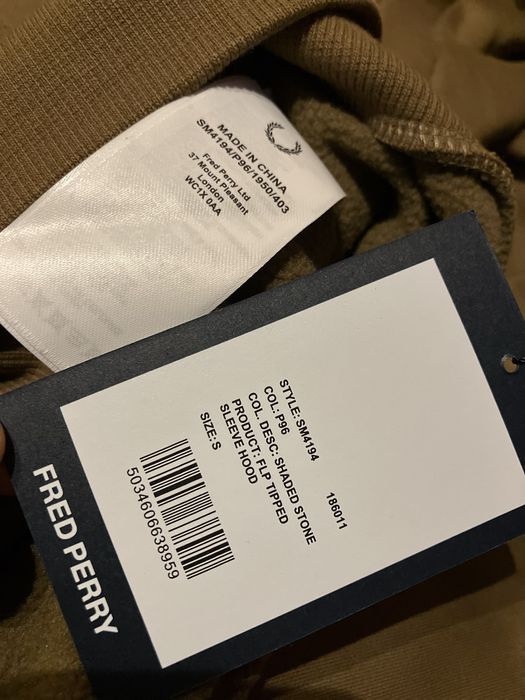 MADE IN CHINA
SM4194/P96/1950/403
Fred Perry Ltd
37 Mount Pleasant
London
WC1X 0AA
186011
STYLE: SM4194
COL: P96
COL. DESC: SHADED STONE
PRODUCT: FLP TIPPED
SLEEVE HOOD
SIZE: S
5034606638959
FRED PERRY